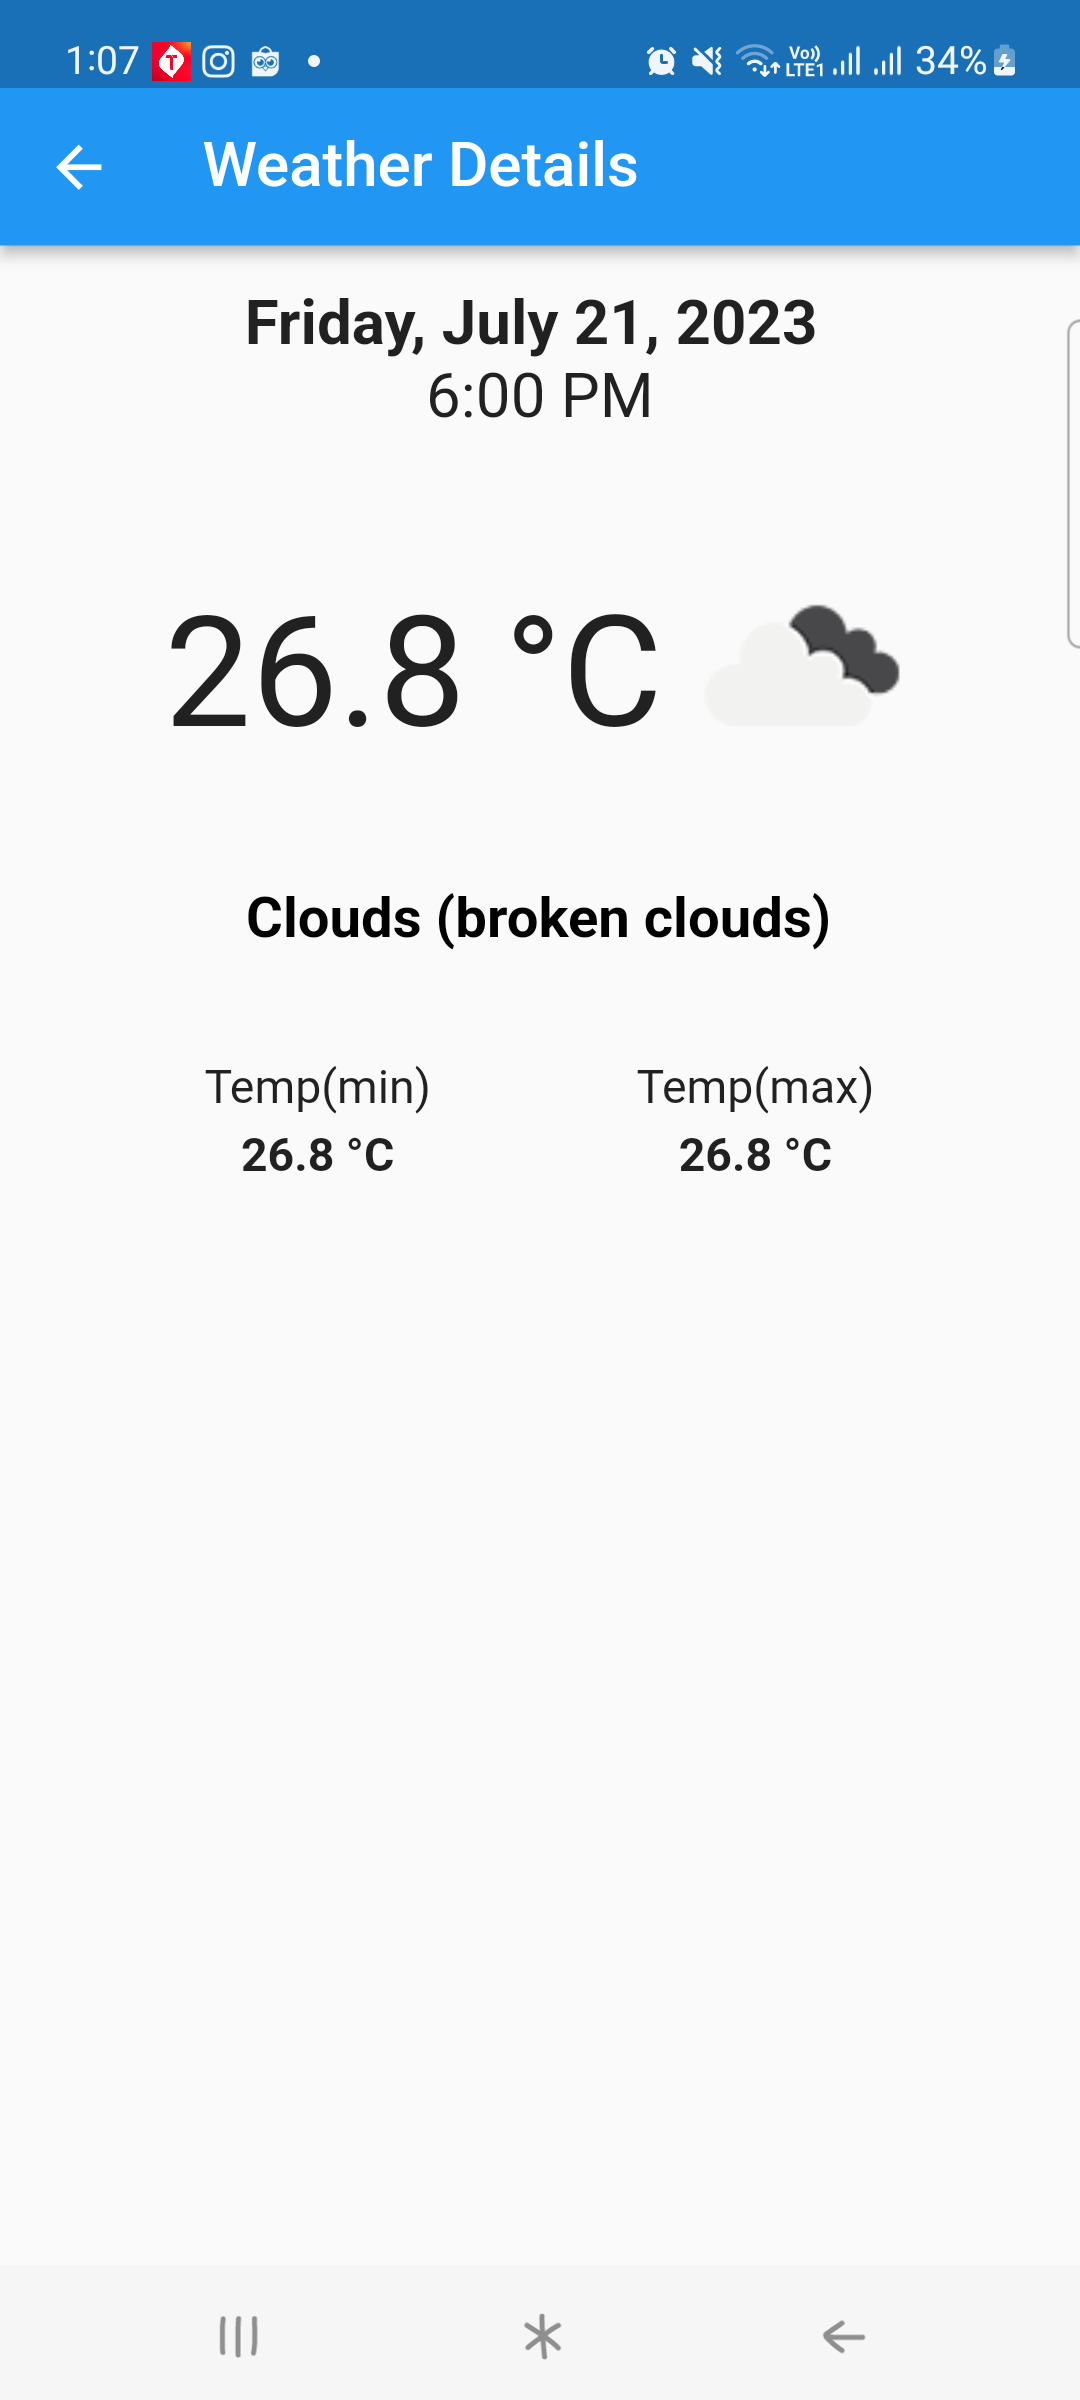 1:07 T Vo)) LTE1 34%
Weather Details
Friday, July 21, 2023
6:00 PM
26.8 °C
Clouds (broken clouds)
Temp(min) Temp(max)
26.8 °C 26.8 °C